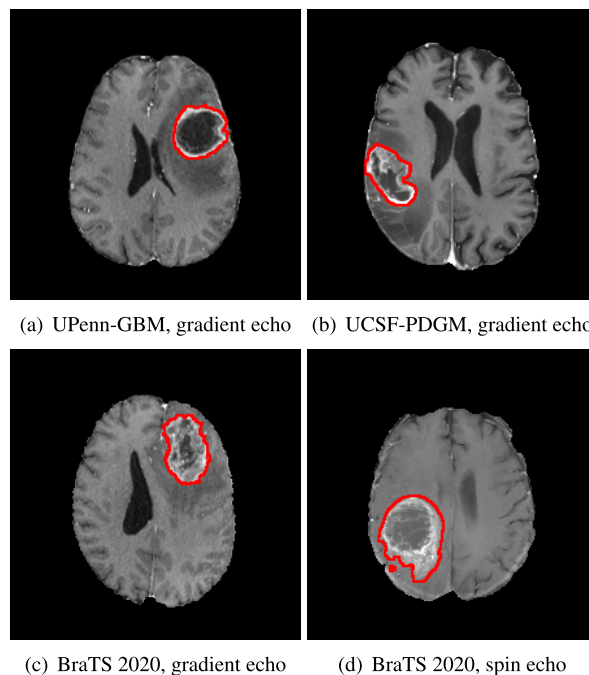 (a) UPenn-GBM, gradient echo
(b) UCSF-PDGM, gradient echo
(c) BraTS 2020, gradient echo
(d) BraTS 2020, spin echo